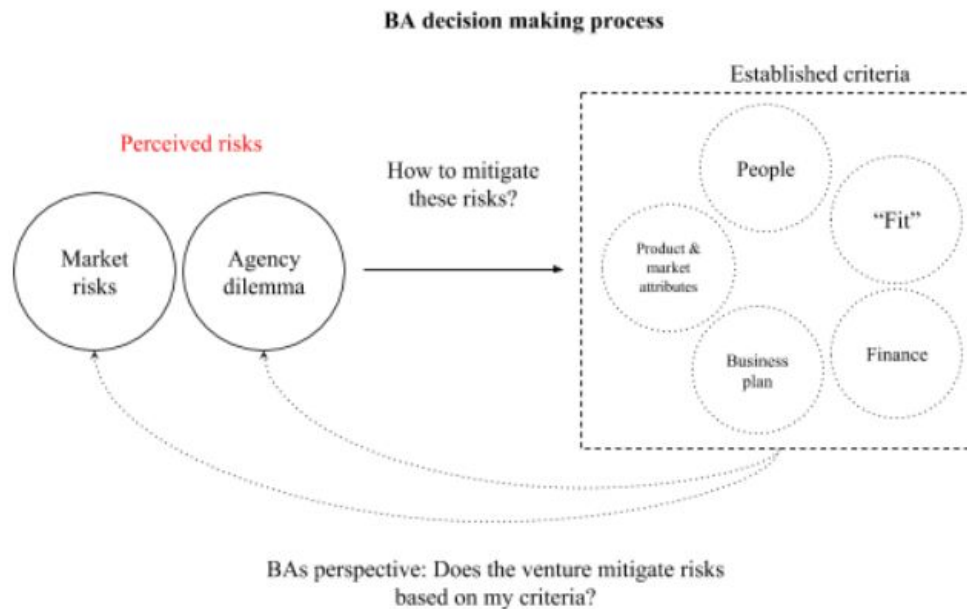 BA decision making process
Established criteria
Perceived risks
How to mitigate
these risks?
Market
risks
Agency
dilemma
People
“Fit”
Product &
market
attributes
Business
plan
Finance
BAs perspective: Does the venture mitigate risks
based on my criteria?